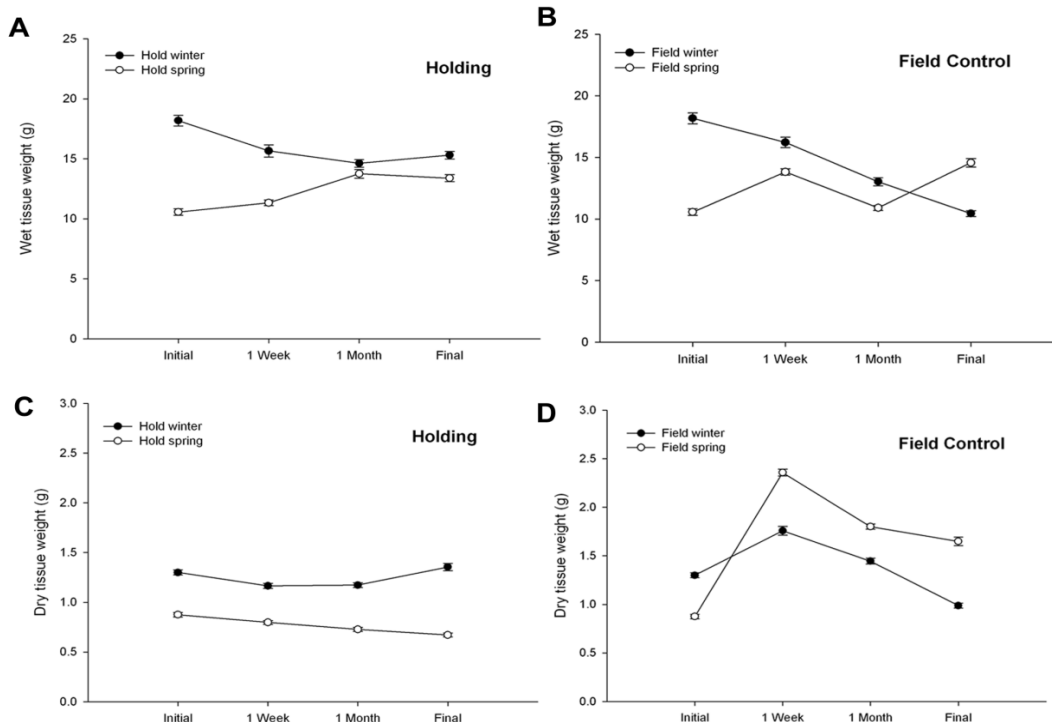 A
Wet tissue weight (g)
25
20
15
10
5
0
Hold winter
Hold spring
Holding
Initial
1 Week
1 Month
Final
B
Wet tissue weight (g)
25
20
15
10
5
0
Field winter
Field spring
Field Control
Initial
1 Week
1 Month
Final
C
Dry tissue weight (g)
3.0
2.5
2.0
1.5
1.0
0.5
0.0
Hold winter
Hold spring
Holding
Initial
1 Week
1 Month
Final
D
Dry tissue weight (g)
3.0
2.5
2.0
1.5
1.0
0.5
0.0
Field winter
Field spring
Field Control
Initial
1 Week
1 Month
Final